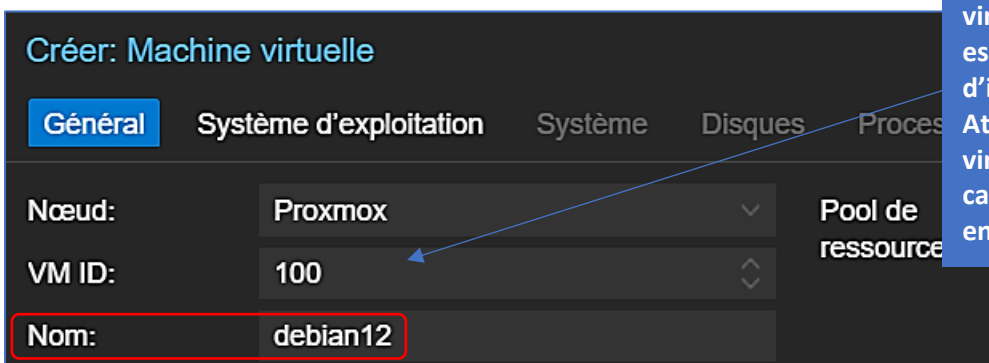 Créer: Machine virtuelle
Général Système d'exploitation Système Disques
Nœud: Proxmox
Pool de
ressource
VM ID: 100
Nom: debian12